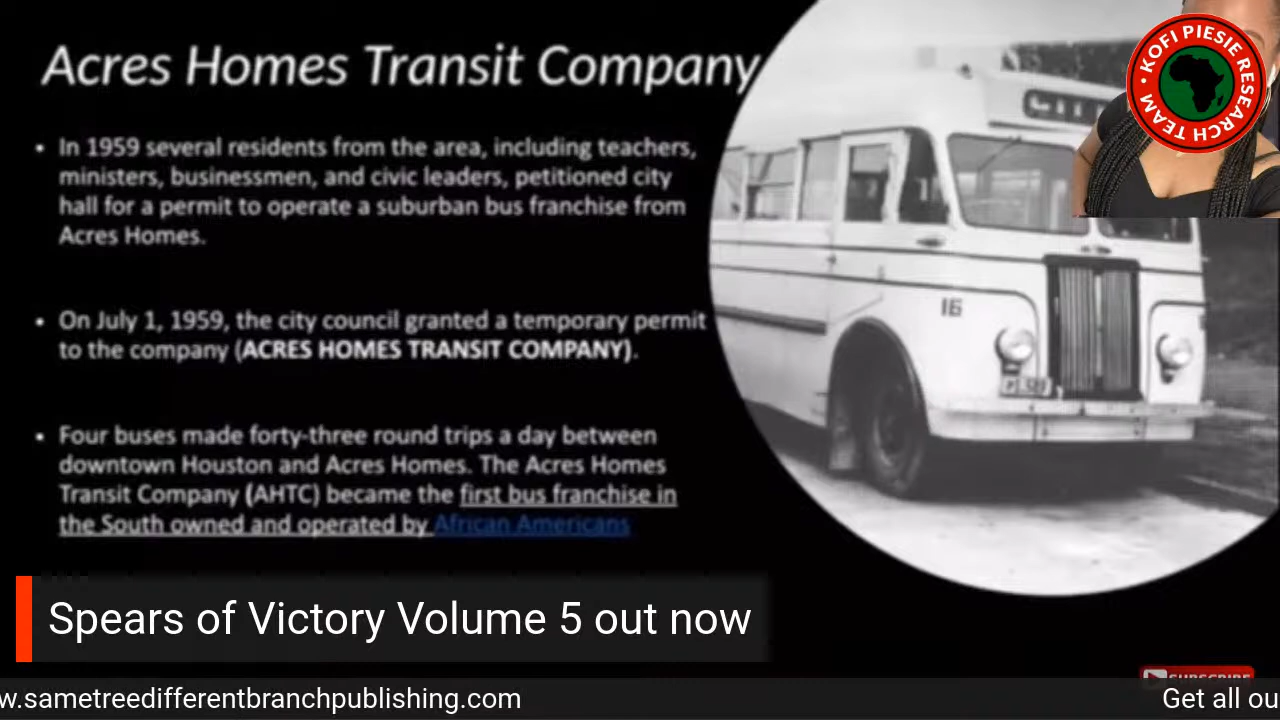 Acres Homes Transit Company
• In 1959 several residents from the area, including teachers,
ministers, businessmen, and civic leaders, petitioned city
hall for a permit to operate a suburban bus franchise from
Acres Homes.
• On July 1, 1959, the city council granted a temporary permit
to the company (ACRES HOMES TRANSIT COMPANY).
• Four buses made forty-three round trips a day between
downtown Houston and Acres Homes. The Acres Homes
Transit Company (AHTC) became the first bus franchise in
the South owned and operated by African Americans
16
• KOFI PIESIE RESEARCH TEAM
Spears of Victory Volume 5 out now
SUBSCRIBE
w.sametreedifferentbranchpublishing.com
Get all ou